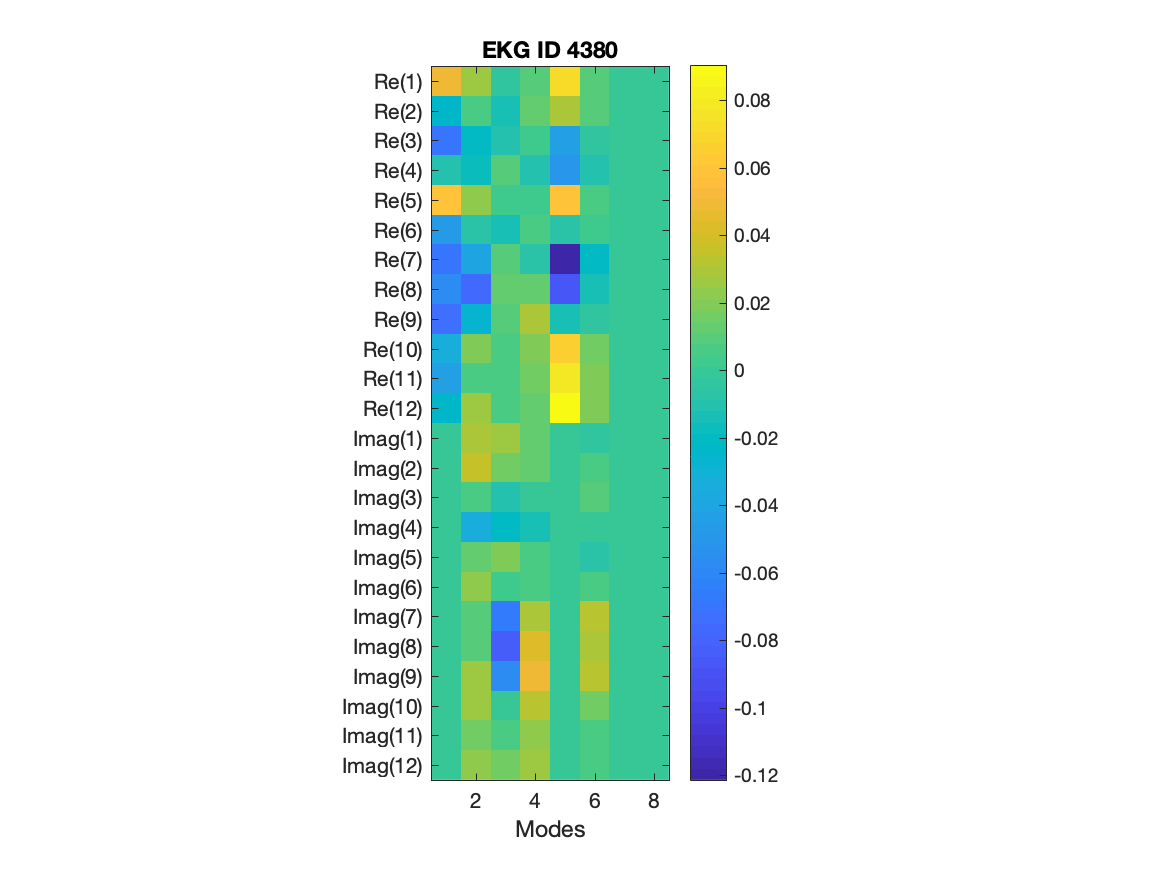 EKG ID 4380
Re(1)
Re(2)
Re(3)
Re(4)
Re(5)
Re(6)
Re(7)
Re(8)
Re(9)
Re(10)
Re(11)
Re(12)
Imag(1)
Imag(2)
Imag(3)
Imag(4)
Imag(5)
Imag(6)
Imag(7)
Imag(8)
Imag(9)
Imag(10)
Imag(11)
Imag(12)
2 4 6 8
Modes
0.08
0.06
0.04
0.02
0
-0.02
-0.04
-0.06
-0.08
-0.1
-0.12